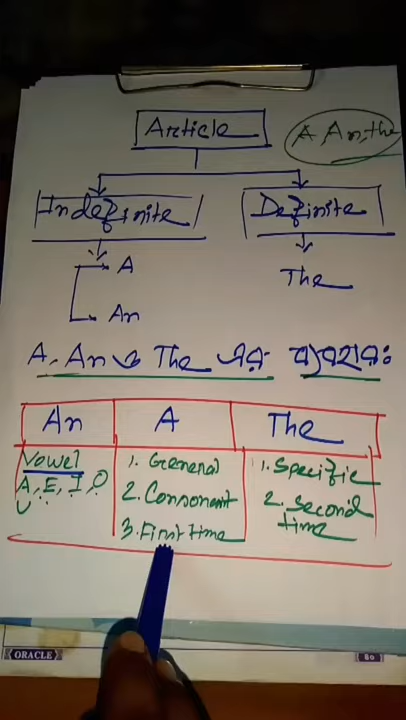 Article
A, An, the
Indefinite
Definite
A
An
The
A, An ও The এর ব্যবহারঃ
An
A
The
Vowel
A, E, I, O
U
1. General
2. Consonant
3. First time
1. Specific
2. Second
time
ORACLE
60